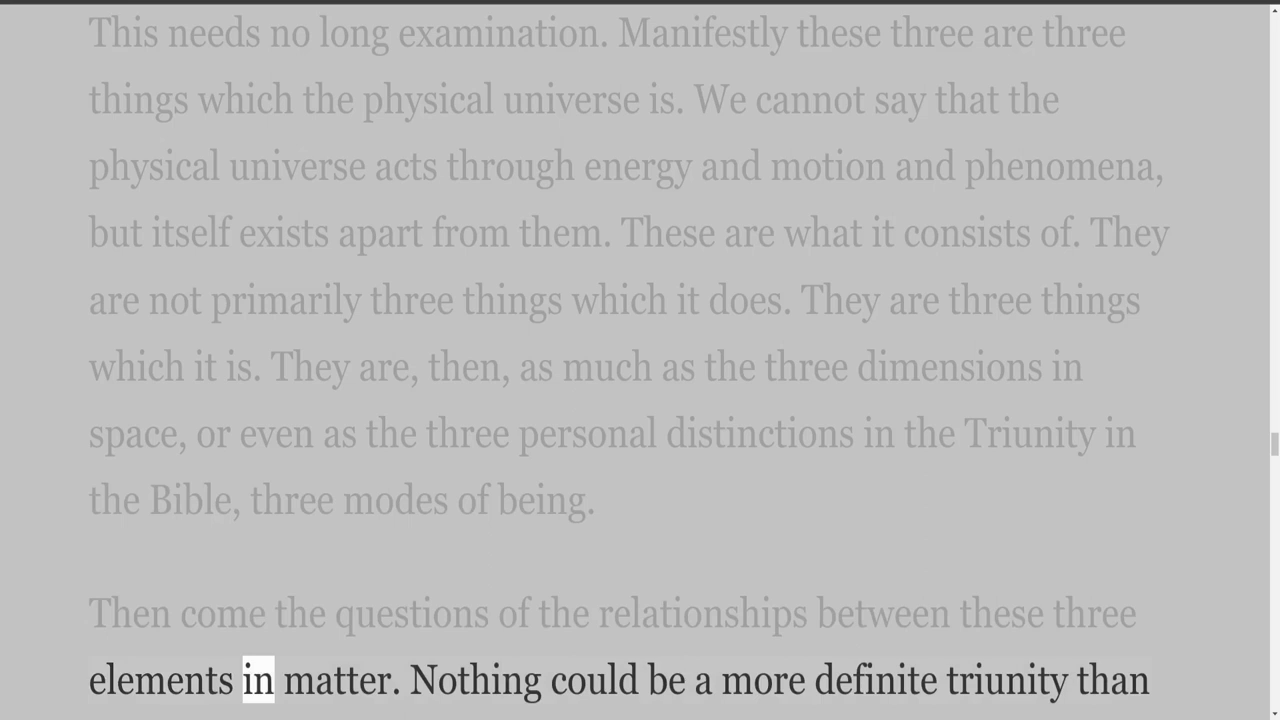 This needs no long examination. Manifestly these three are three
things which the physical universe is. We cannot say that the
physical universe acts through energy and motion and phenomena,
but itself exists apart from them. These are what it consists of. They
are not primarily three things which it does. They are three things
which it is. They are, then, as much as the three dimensions in
space, or even as the three personal distinctions in the Triunity in
the Bible, three modes of being.
Then come the questions of the relationships between these three
elements in matter. Nothing could be a more definite triunity than